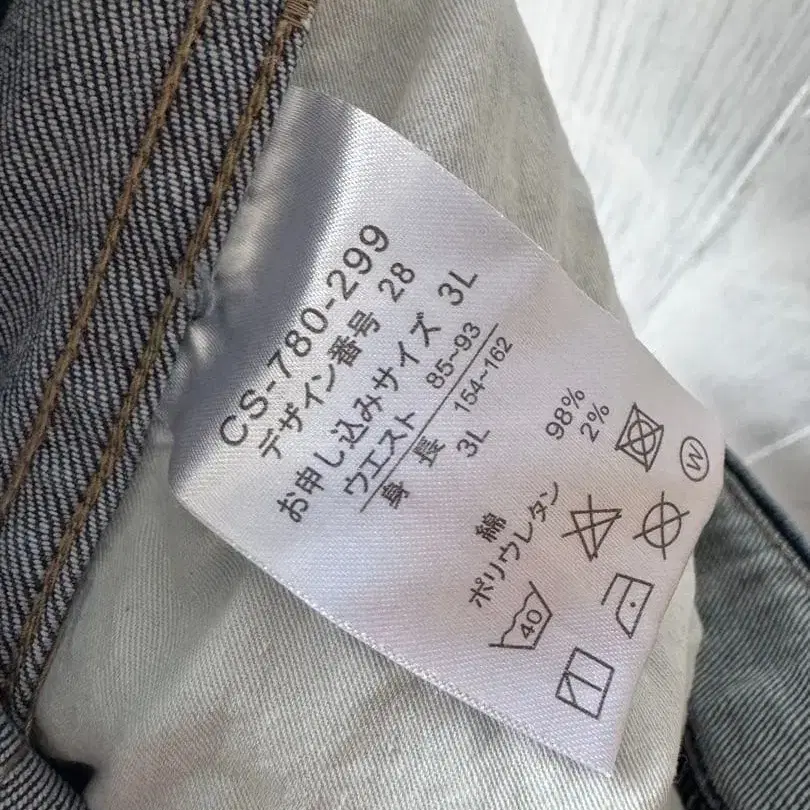 CS-780-299
デザイン番号 28
お申し込みサイズ 3L
ウエスト 85~93
身 長 154~162
3L
綿 98%
ポリウレタン 2%
40
W